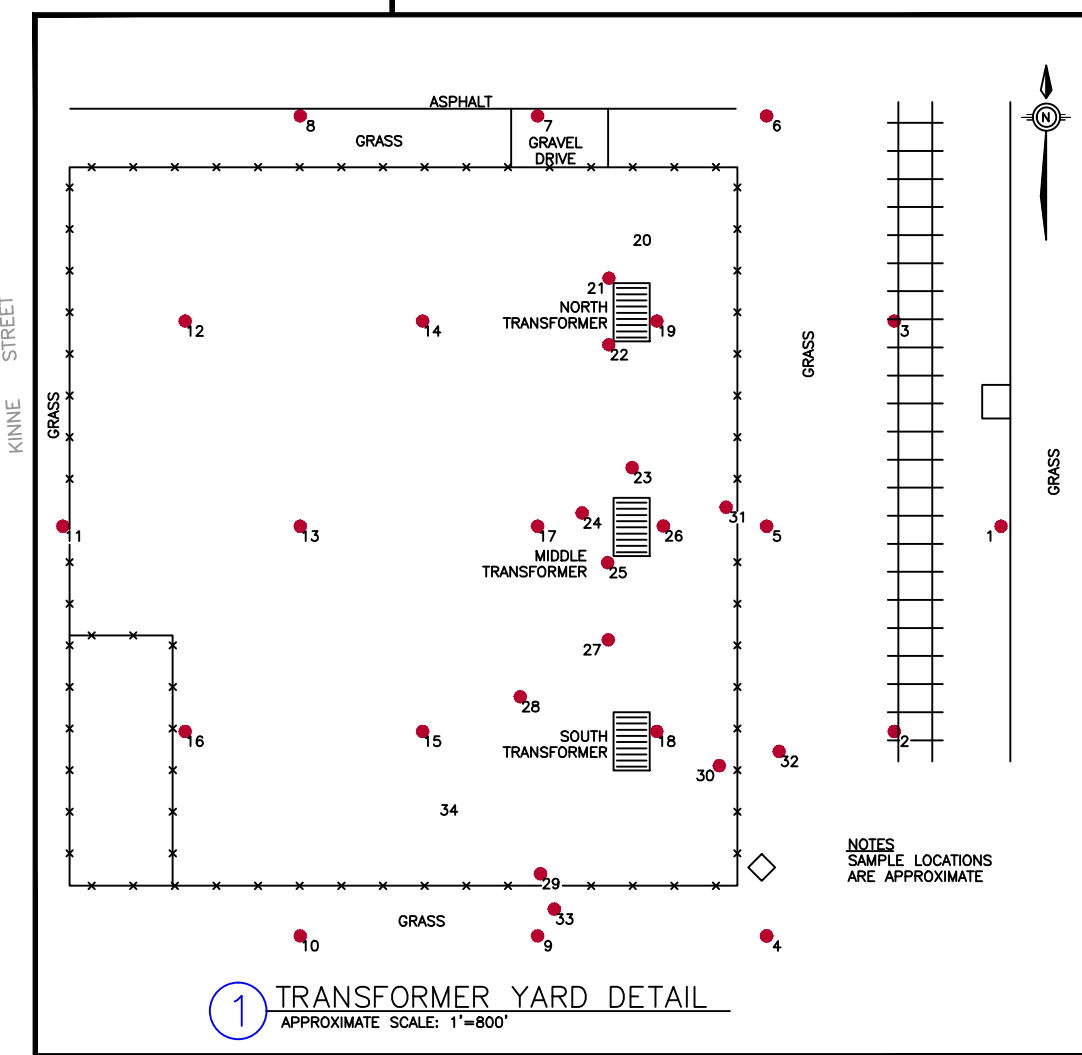 ASPHALT
8
7
6
GRASS
GRAVEL
DRIVE
N
20
21
NORTH
TRANSFORMER
12
14
19
3
22
KINNE STREET
GRASS
GRASS
GRASS
23
24
31
11
13
17
26
5
1
MIDDLE
TRANSFORMER
25
27
28
16
15
SOUTH
TRANSFORMER
18
2
32
30
34
NOTES
SAMPLE LOCATIONS
ARE APPROXIMATE
29
33
GRASS
10
9
4
1
TRANSFORMER YARD DETAIL
APPROXIMATE SCALE: 1'=800'